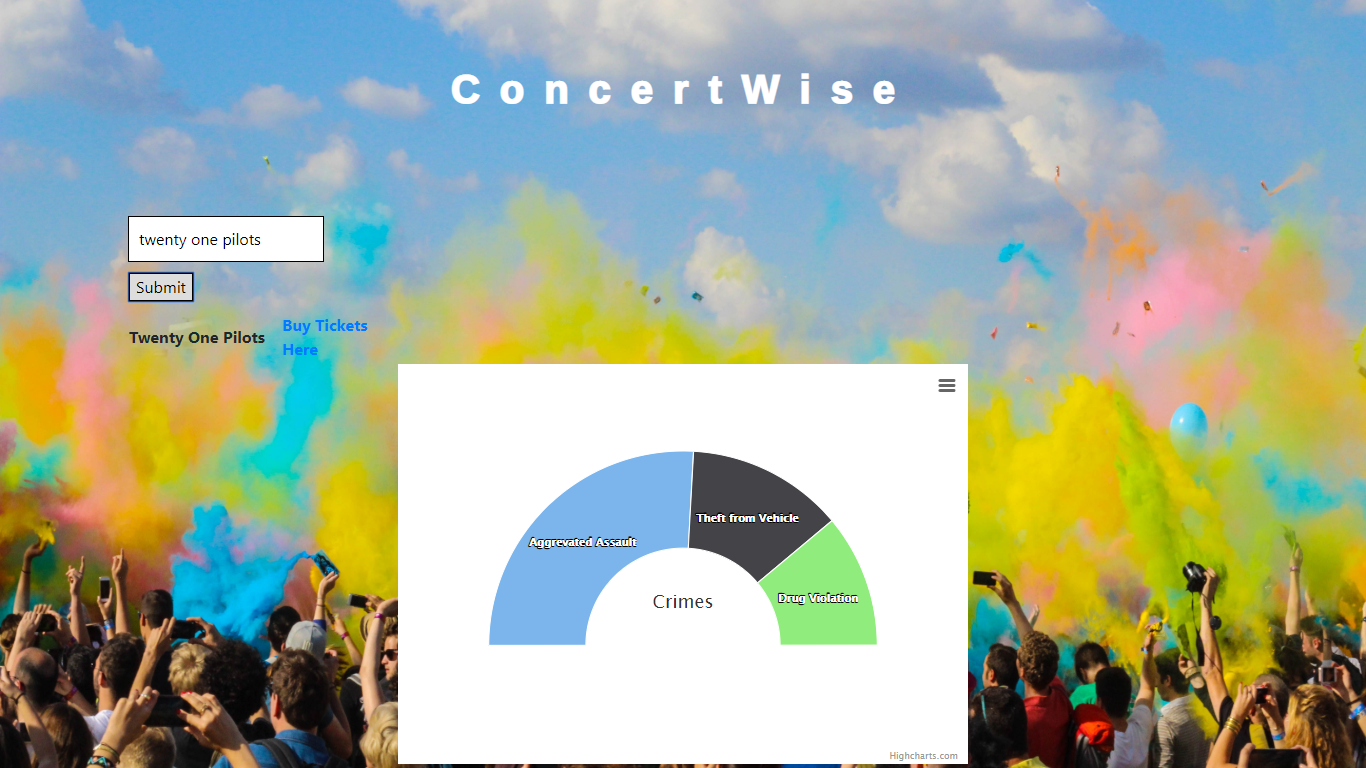 ConcertWise
twenty one pilots
Submit
Twenty One Pilots
Buy Tickets
Here
Theft from Vehicle
Aggrevated Assault
Drug Violation
Crimes
Highcharts.com